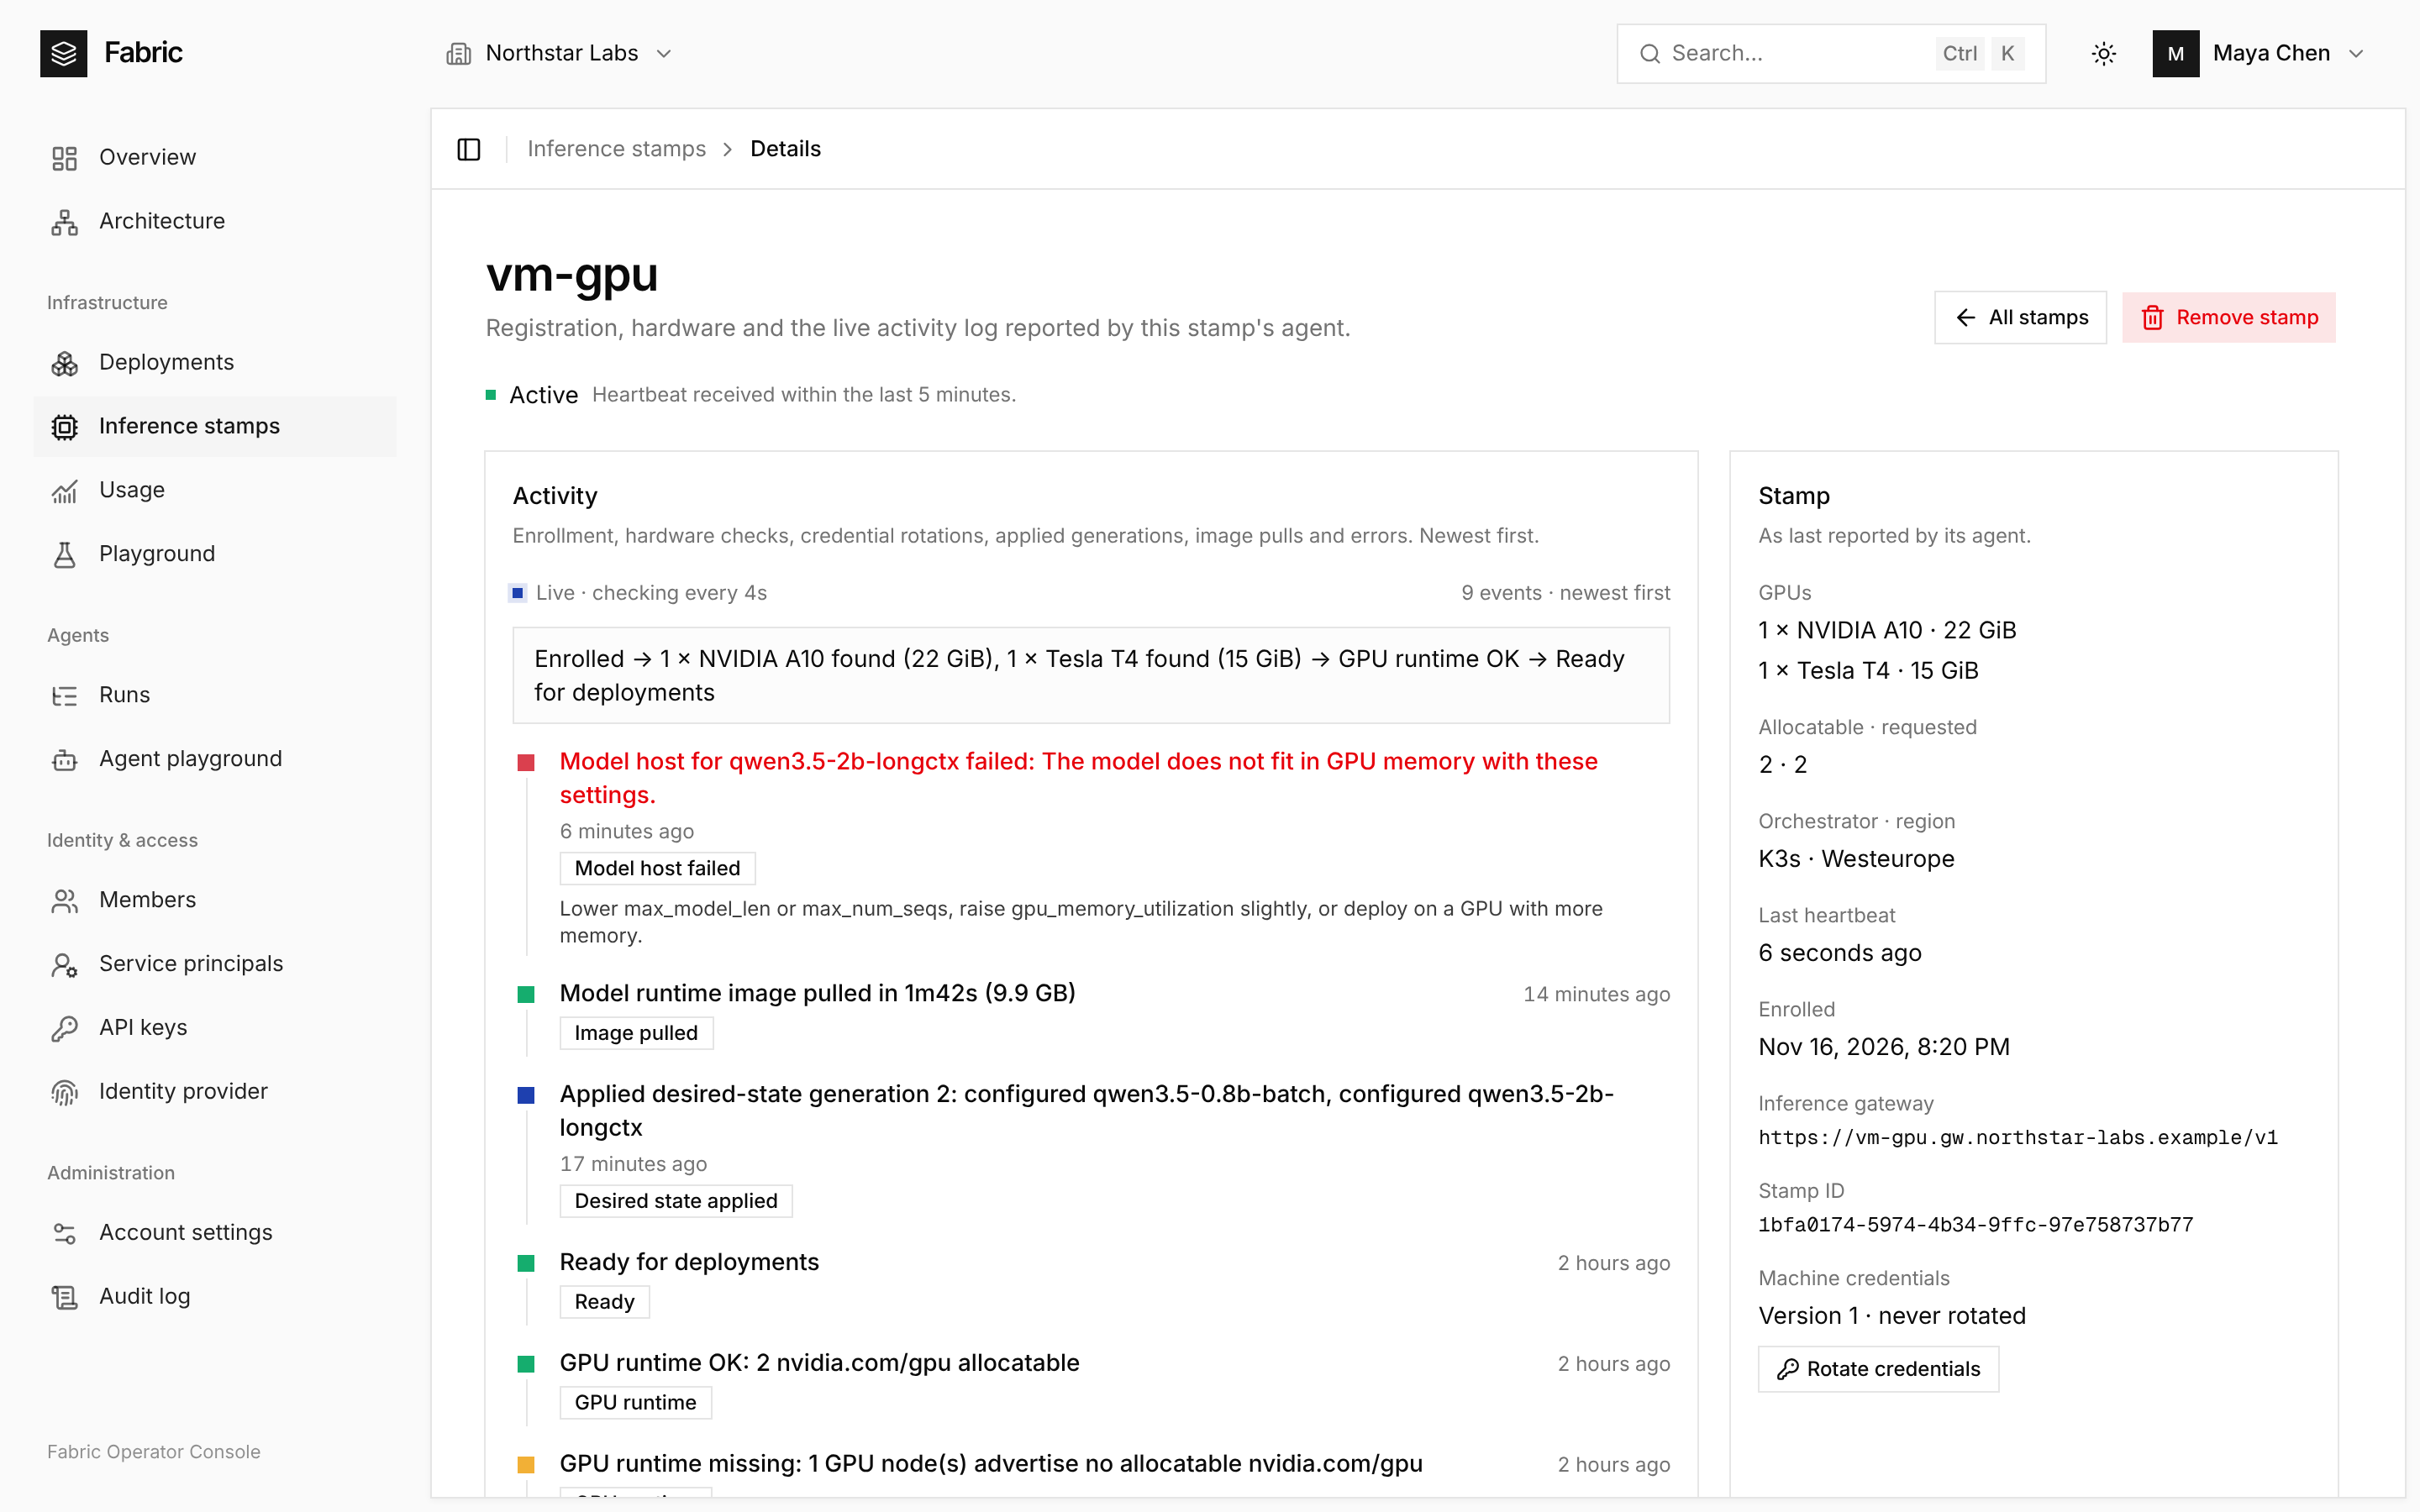 Fabric
Northstar Labs
Search...
Ctrl
K
M
Maya Chen
Overview
Architecture
Infrastructure
Deployments
Inference stamps
Usage
Playground
Agents
Runs
Agent playground
Identity & access
Members
Service principals
API keys
Identity provider
Administration
Account settings
Audit log
Fabric Operator Console
Inference stamps
Details
vm-gpu
Registration, hardware and the live activity log reported by this stamp's agent.
All stamps
Remove stamp
Active
Heartbeat received within the last 5 minutes.
Activity
Enrollment, hardware checks, credential rotations, applied generations, image pulls and errors. Newest first.
Live · checking every 4s
9 events · newest first
Enrolled → 1 × NVIDIA A10 found (22 GiB), 1 × Tesla T4 found (15 GiB) → GPU runtime OK → Ready
for deployments
Model host for qwen3.5-2b-longctx failed: The model does not fit in GPU memory with these
settings.
6 minutes ago
Model host failed
Lower max_model_len or max_num_seqs, raise gpu_memory_utilization slightly, or deploy on a GPU with more
memory.
Model runtime image pulled in 1m42s (9.9 GB)
14 minutes ago
Image pulled
Applied desired-state generation 2: configured qwen3.5-0.8b-batch, configured qwen3.5-2b-
longctx
17 minutes ago
Desired state applied
Ready for deployments
2 hours ago
Ready
GPU runtime OK: 2 nvidia.com/gpu allocatable
2 hours ago
GPU runtime
GPU runtime missing: 1 GPU node(s) advertise no allocatable nvidia.com/gpu
2 hours ago
Stamp
As last reported by its agent.
GPUs
1 × NVIDIA A10 · 22 GiB
1 × Tesla T4 · 15 GiB
Allocatable · requested
2 · 2
Orchestrator · region
K3s · Westeurope
Last heartbeat
6 seconds ago
Enrolled
Nov 16, 2026, 8:20 PM
Inference gateway
https://vm-gpu.gw.northstar-labs.example/v1
Stamp ID
1bfa0174-5974-4b34-9ffc-97e758737b77
Machine credentials
Version 1 · never rotated
Rotate credentials